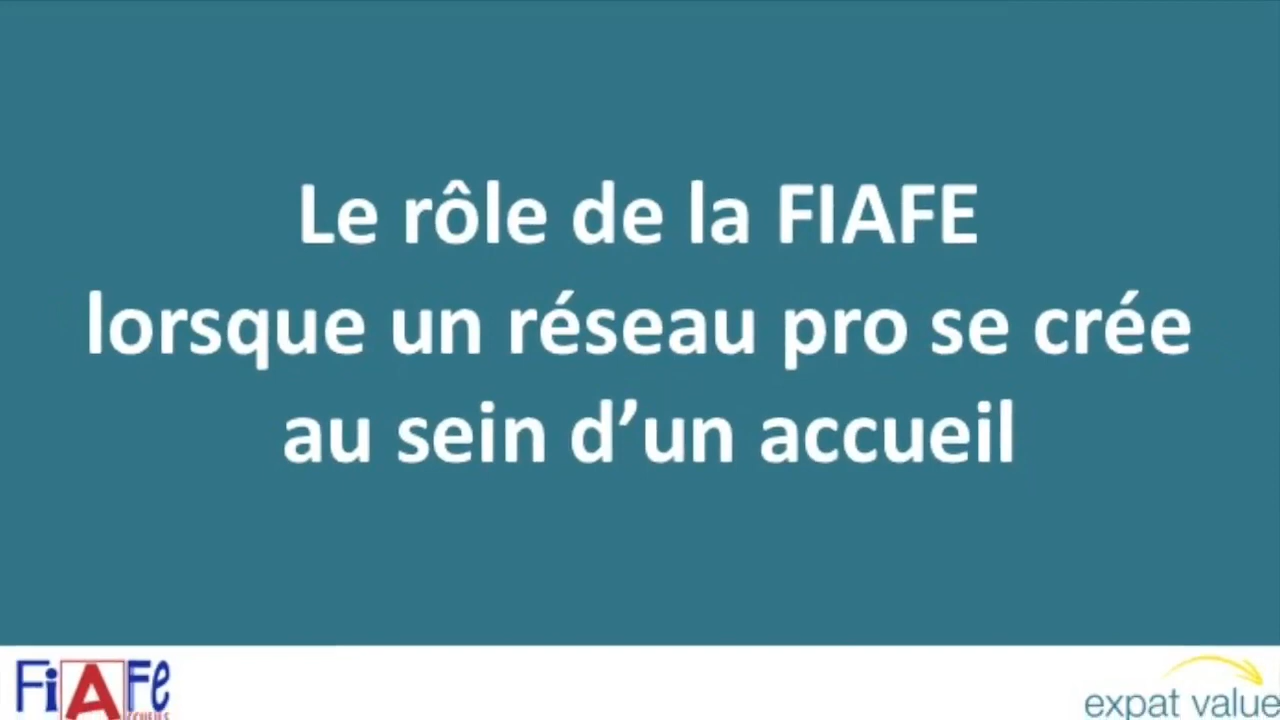 Le rôle de la FIAFE
lorsque un réseau pro se crée
au sein d’un accueil
FiAFe
expat value